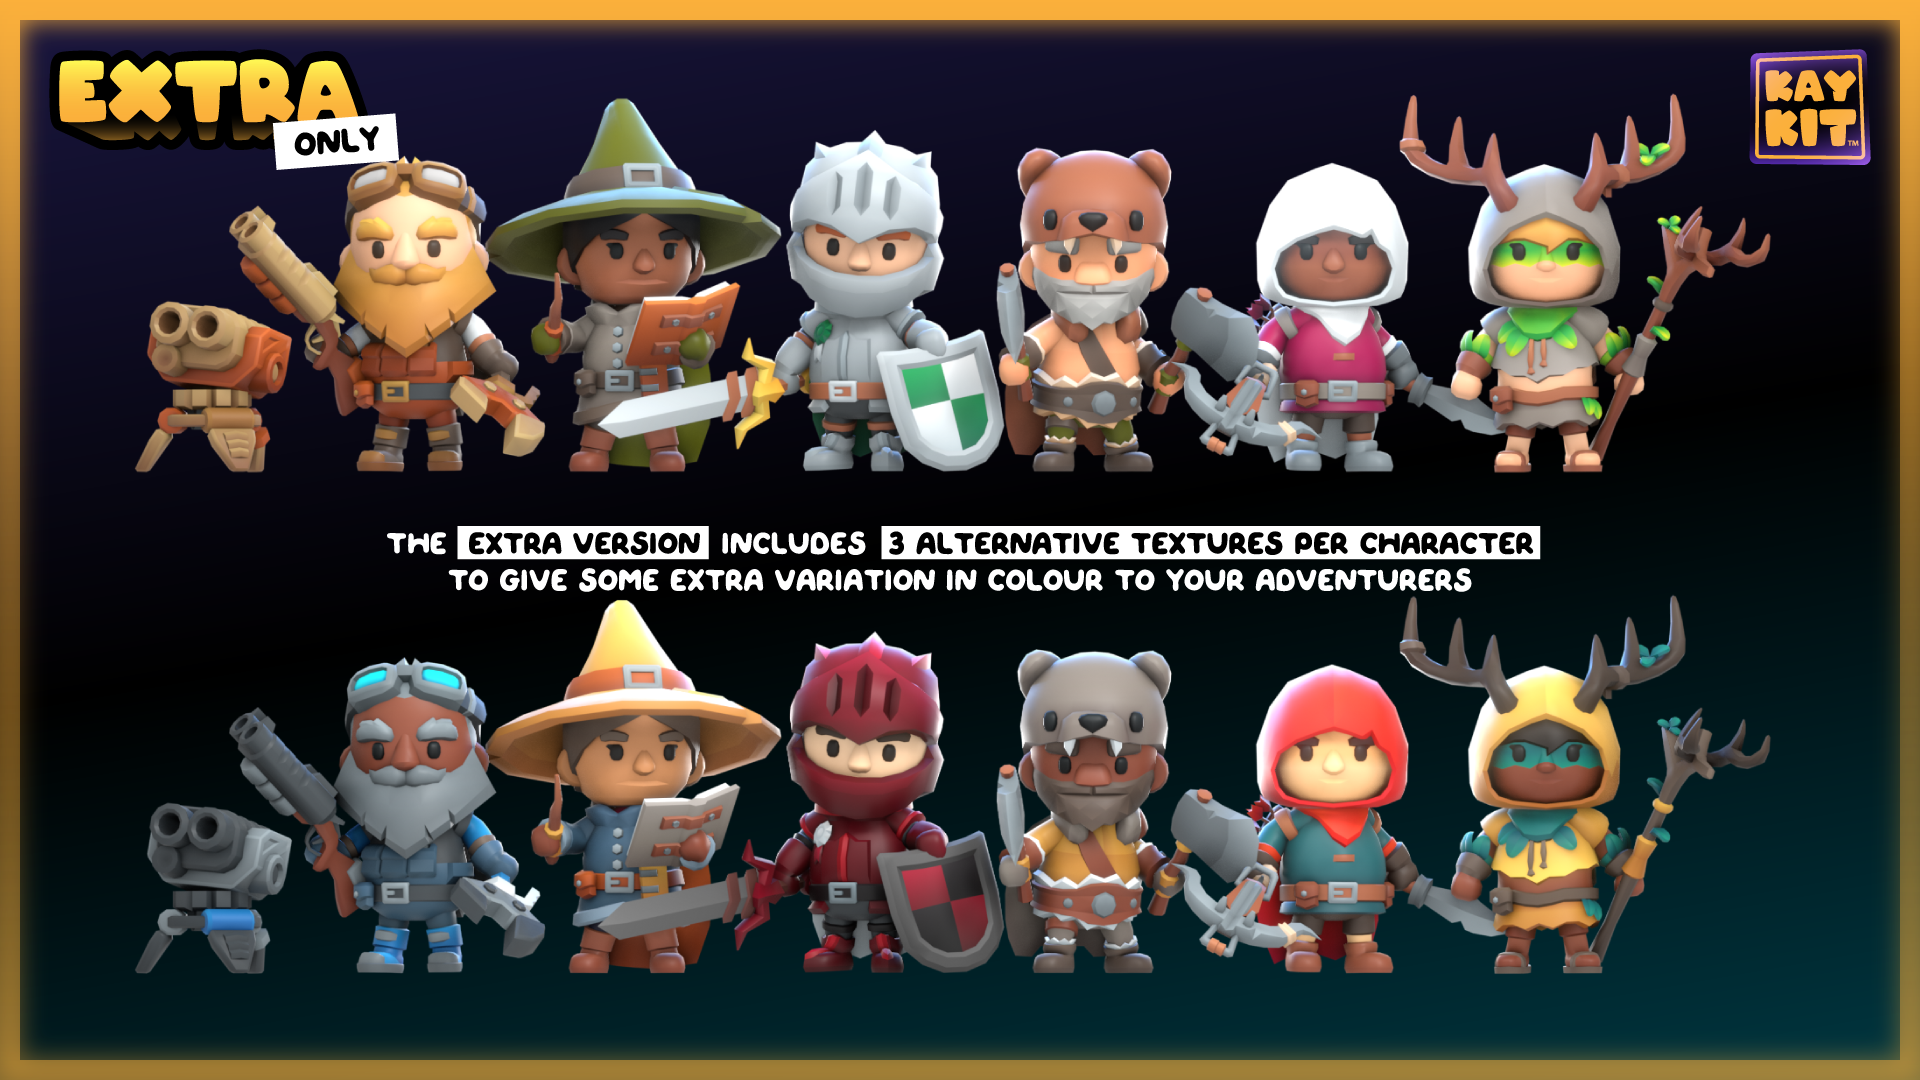 EXTRA
ONLY
KAY
KIT™
THE EXTRA VERSION INCLUDES 3 ALTERNATIVE TEXTURES PER CHARACTER
TO GIVE SOME EXTRA VARIATION IN COLOUR TO YOUR ADVENTURERS